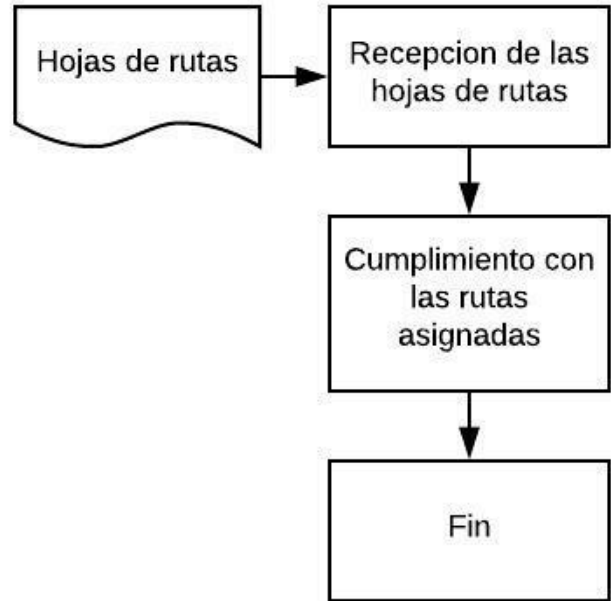 Hojas de rutas
Recepcion de las
hojas de rutas
Cumplimiento con
las rutas
asignadas
Fin